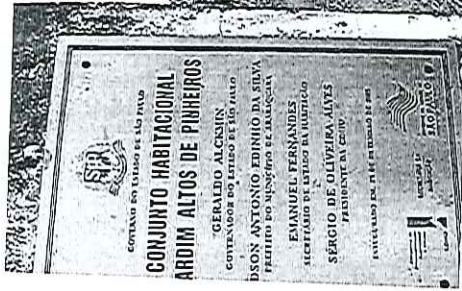 GOVERNO DO ESTADO DE SÃO PAULO
CONJUNTO HABITACIONAL
ARDIM ALTOS DE PINHEIROS
GERALDO ALCKMIN
GOVERNADOR DO ESTADO DE SÃO PAULO
DSON ANTONIO EDINHO DA SILVA
PREFEITO DO MUNICÍPIO DE ARARAQUARA
EMANUEL FERNANDES
SECRETÁRIO DE ESTADO DA HABITAÇÃO
SÉRGIO DE OLIVEIRA ALVES
PRESIDENTE DA CDHU
SÃO PAULO